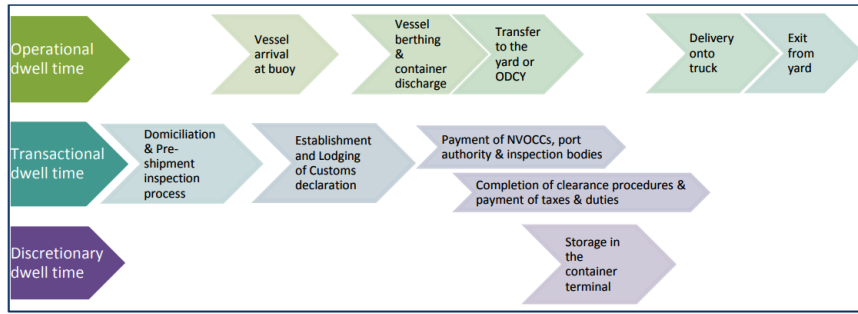 Operational
dwell time
Vessel
arrival
at buoy
Vessel
berthing
&
container
discharge
Transfer
to the
yard or
ODCY
Delivery
onto
truck
Exit
from
yard
Transactional
dwell time
Domiciliation
& Pre-
shipment
inspection
process
Establishment
and Lodging
of Customs
declaration
Payment of NVOCCs, port
authority & inspection bodies
Completion of clearance procedures &
payment of taxes & duties
Discretionary
dwell time
Storage in
the
container
terminal